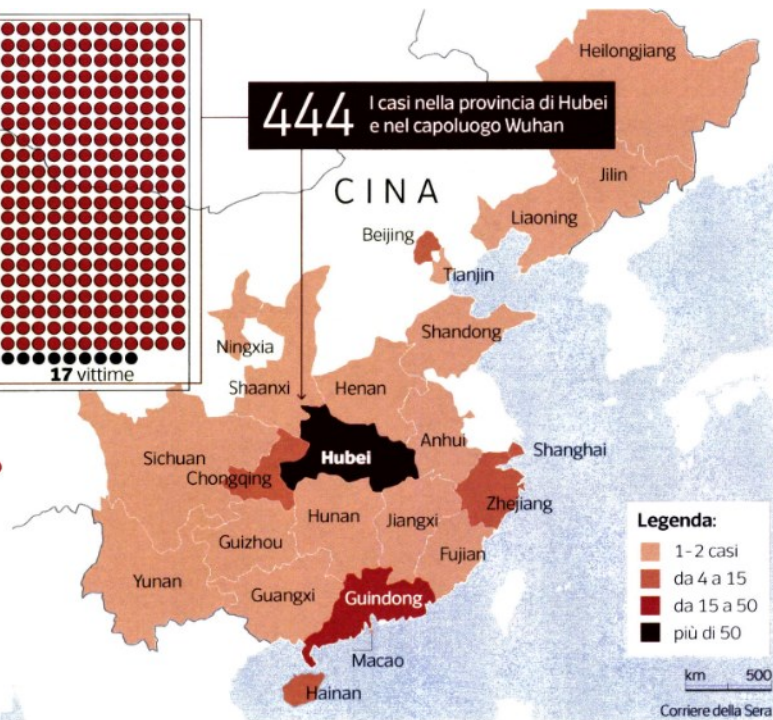 Heilongjiang
444 I casi nella provincia di Hubei
e nel capoluogo Wuhan
Jilin
CINA
Liaoning
Beijing
Tianjin
Shandong
Ningxia
17 vittime
Shaanxi
Henan
Anhui
Shanghai
Sichuan
Hubei
Chongqing
Zhejiang
Hunan
Jiangxi
Guizhou
Fujian
Yunan
Guangxi
Guindong
Macao
Hainan
Legenda:
1-2 casi
da 4 a 15
da 15 a 50
più di 50
km 500
Corriere della Sera